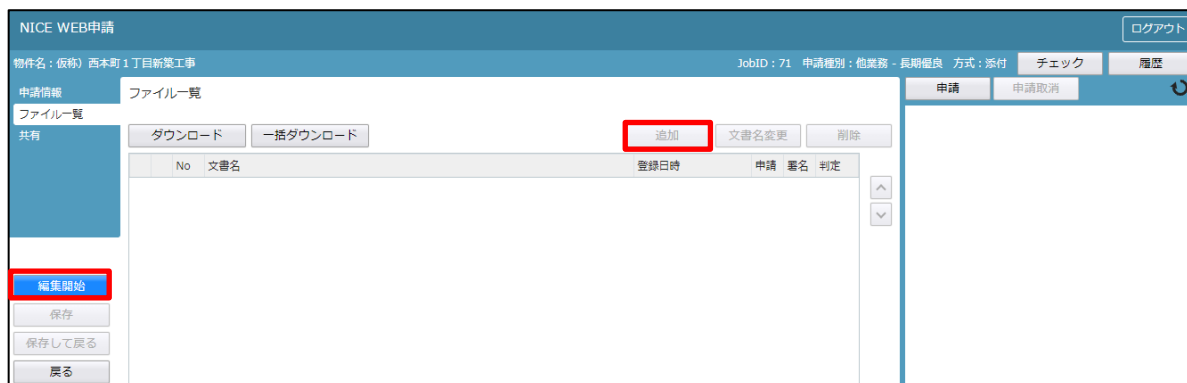 NICE WEB申請
ログアウト
物件名：仮称）西本町１丁目新築工事
JobID：71 申請種別：他業務 - 長期優良 方式：添付
チェック
履歴
申請情報
ファイル一覧
共有
ファイル一覧
申請
申請取消
ダウンロード
一括ダウンロード
追加
文書名変更
削除
No 文書名 登録日時 申請 署名 判定
編集開始
保存
保存して戻る
戻る